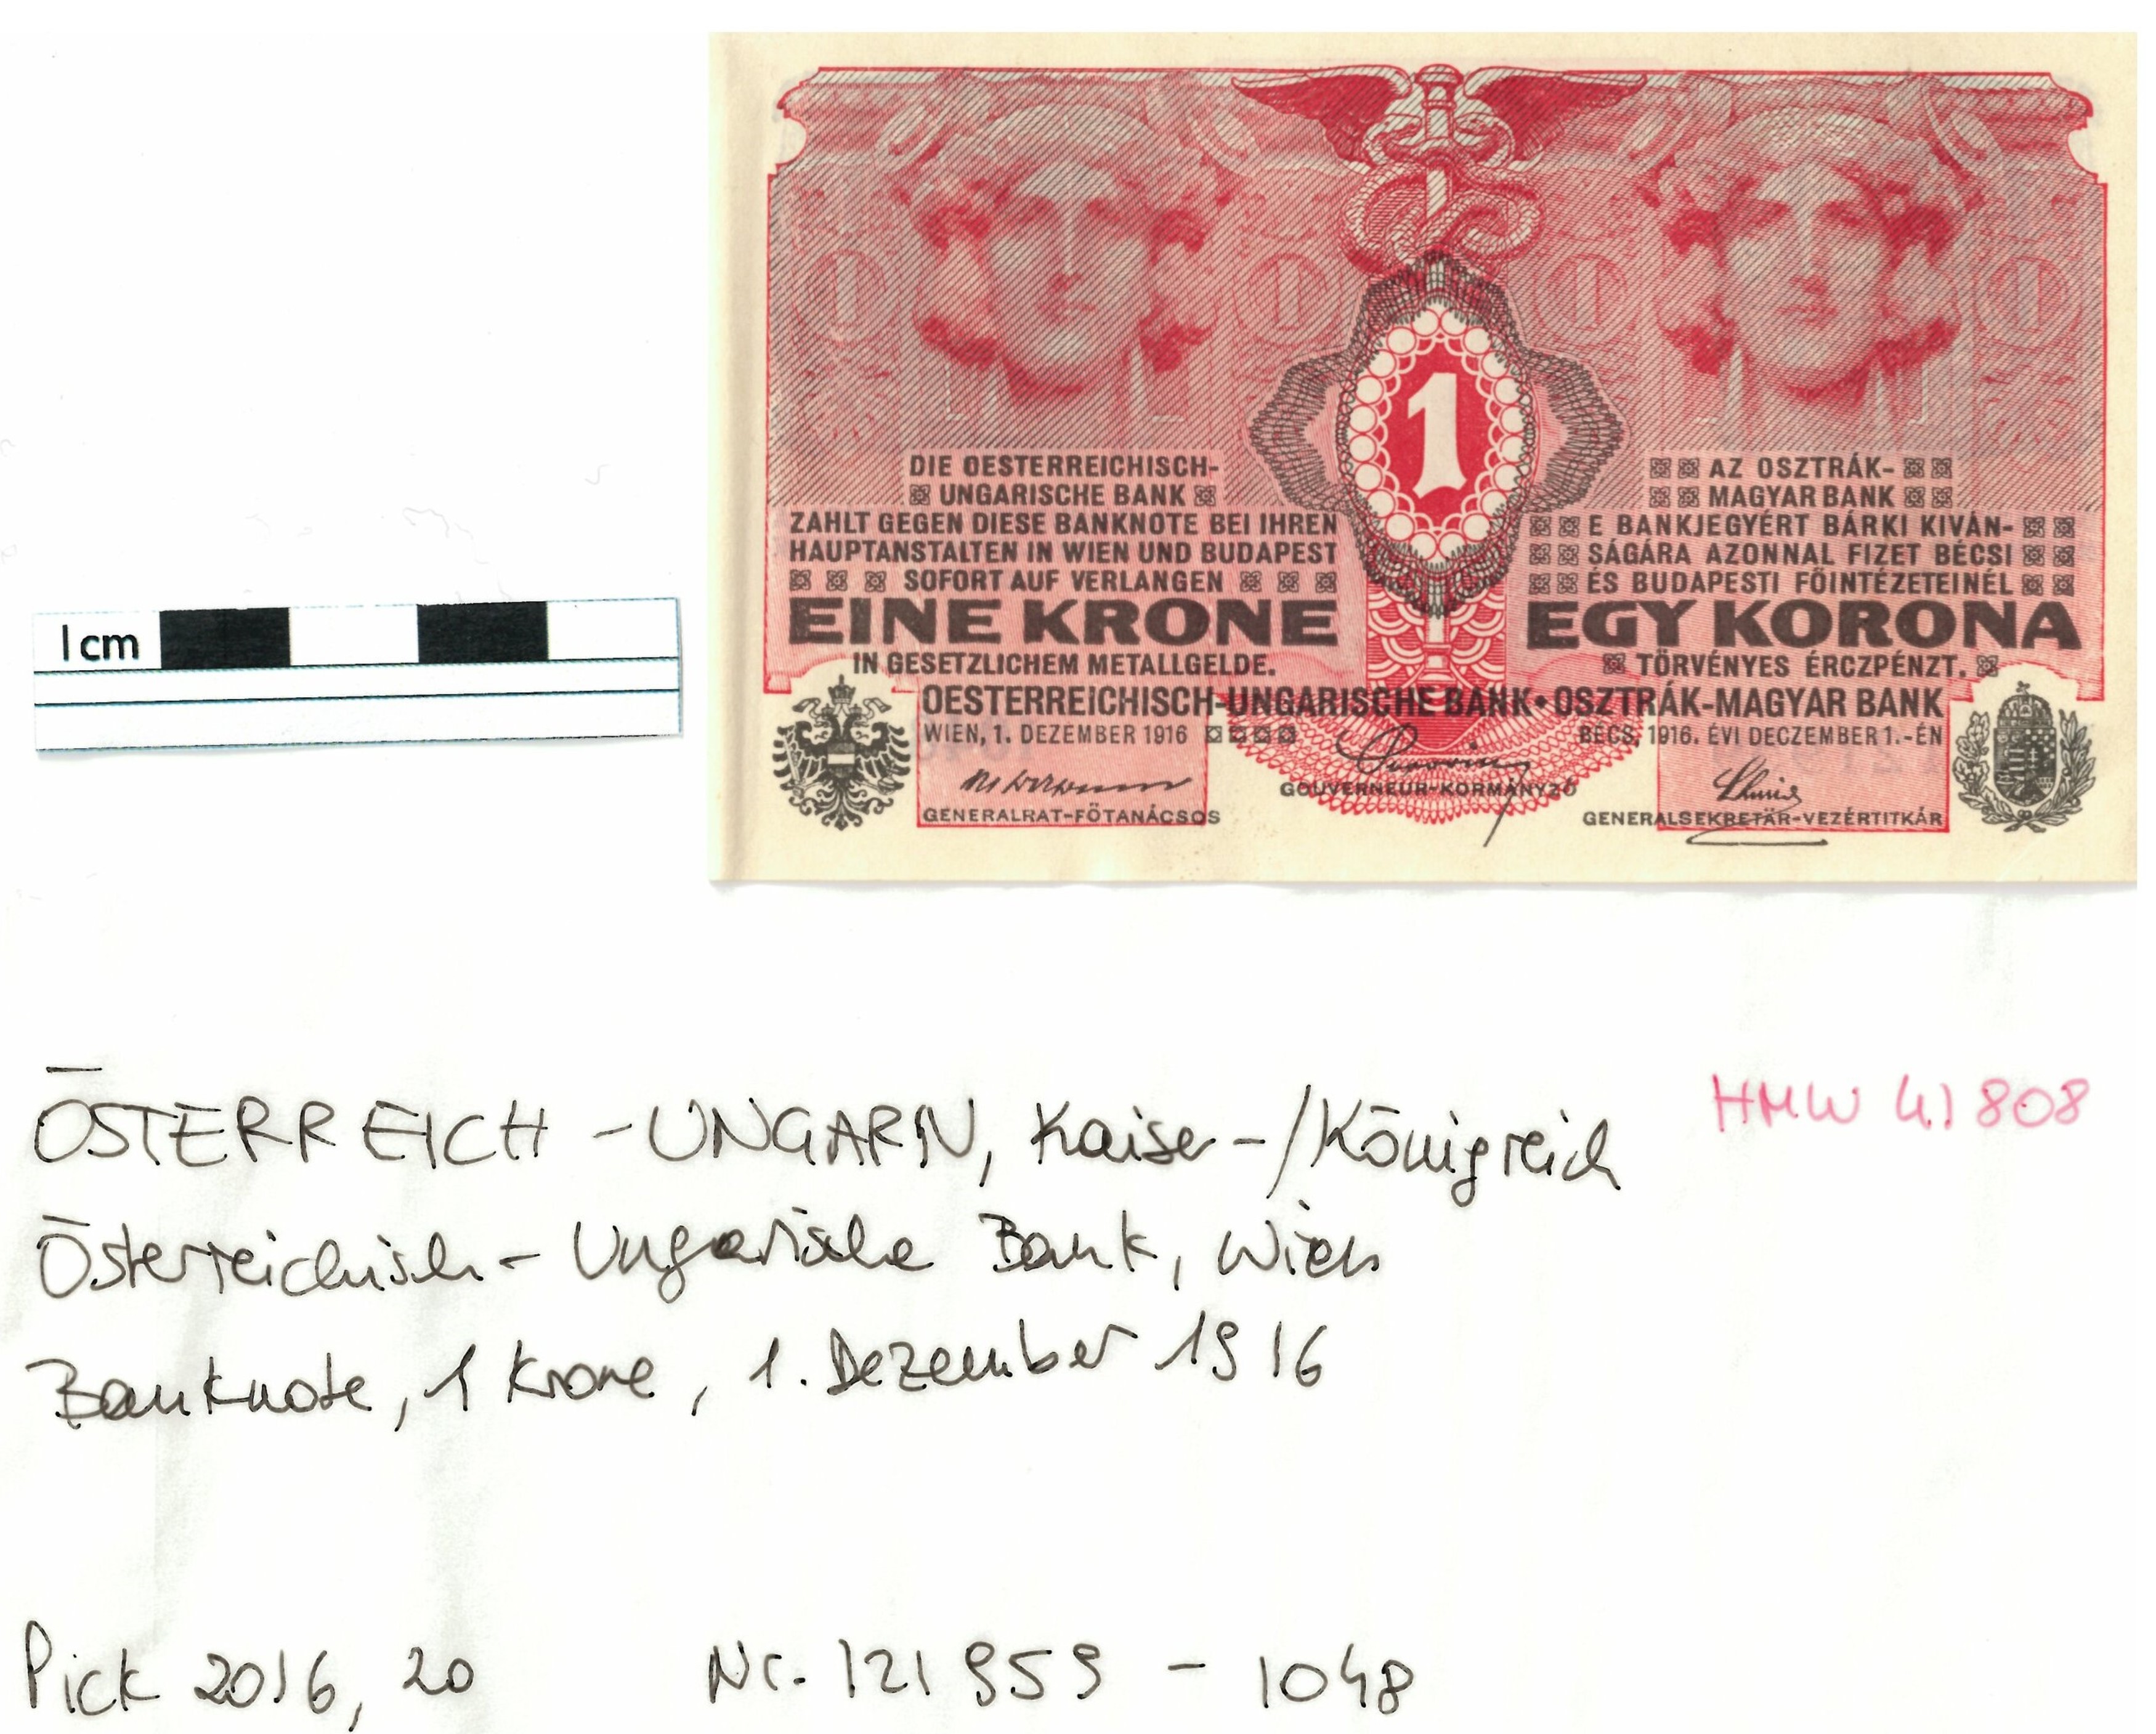 1
DIE OESTERREICHISCH-
UNGARISCHE BANK
ZAHLT GEGEN DIESE BANKNOTE BEI IHREN
HAUPTANSTALTEN IN WIEN UND BUDAPEST
SOFORT AUF VERLANGEN
EINE KRONE
IN GESETZLICHEM METALLGELDE.
AZ OSZTRÁK-
MAGYAR BANK
E BANKJEGYÉRT BÁRKI KIVÁN-
SÁGÁRA AZONNAL FIZET BÉCSI
ÉS BUDAPESTI FŐINTÉZETEINÉL
EGY KORONA
TÖRVÉNYES ÉRCZPÉNZT.
OESTERREICHISCH-UNGARISCHE BANK • OSZTRÁK-MAGYAR BANK
WIEN, 1. DEZEMBER 1916
BÉCS, 1916. ÉVI DECZEMBER 1.-ÉN
GENERALRAT-FŐTANÁCSOS
GOUVERNEUR-KORMÁNYZÓ
GENERALSEKRETÄR-VEZÉRTITKÁR
1 cm
ÖSTERREICH-UNGARN, Kaiser-/Königreich
HMW 41808
Österreichisch-Ungarische Bank, Wien
Banknote, 1 Krone, 1. Dezember 1916
Pick 2016, 20
Nr. 121959 - 1048